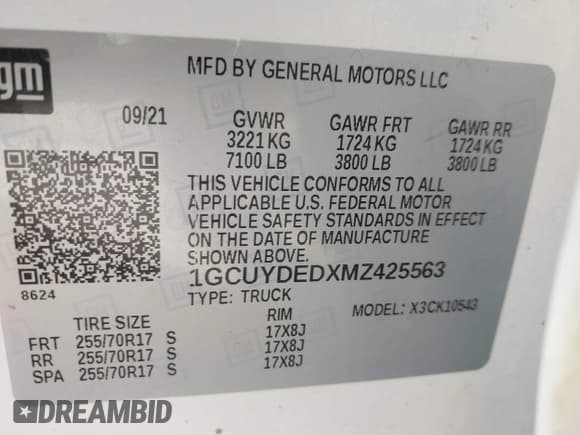 gm
MFD BY GENERAL MOTORS LLC
09/21 GVWR GAWR FRT GAWR RR
3221 KG 1724 KG 1724 KG
7100 LB 3800 LB 3800 LB
THIS VEHICLE CONFORMS TO ALL
APPLICABLE U.S. FEDERAL MOTOR
VEHICLE SAFETY STANDARDS IN EFFECT
ON THE DATE OF MANUFACTURE
SHOWN ABOVE.
8624
1GCUYDEDXMZ425563
TYPE: TRUCK MODEL: X3CK10543
TIRE SIZE RIM
FRT 255/70R17 S 17X8J
RR 255/70R17 S 17X8J
SPA 255/70R17 S 17X8J
DREAMBID